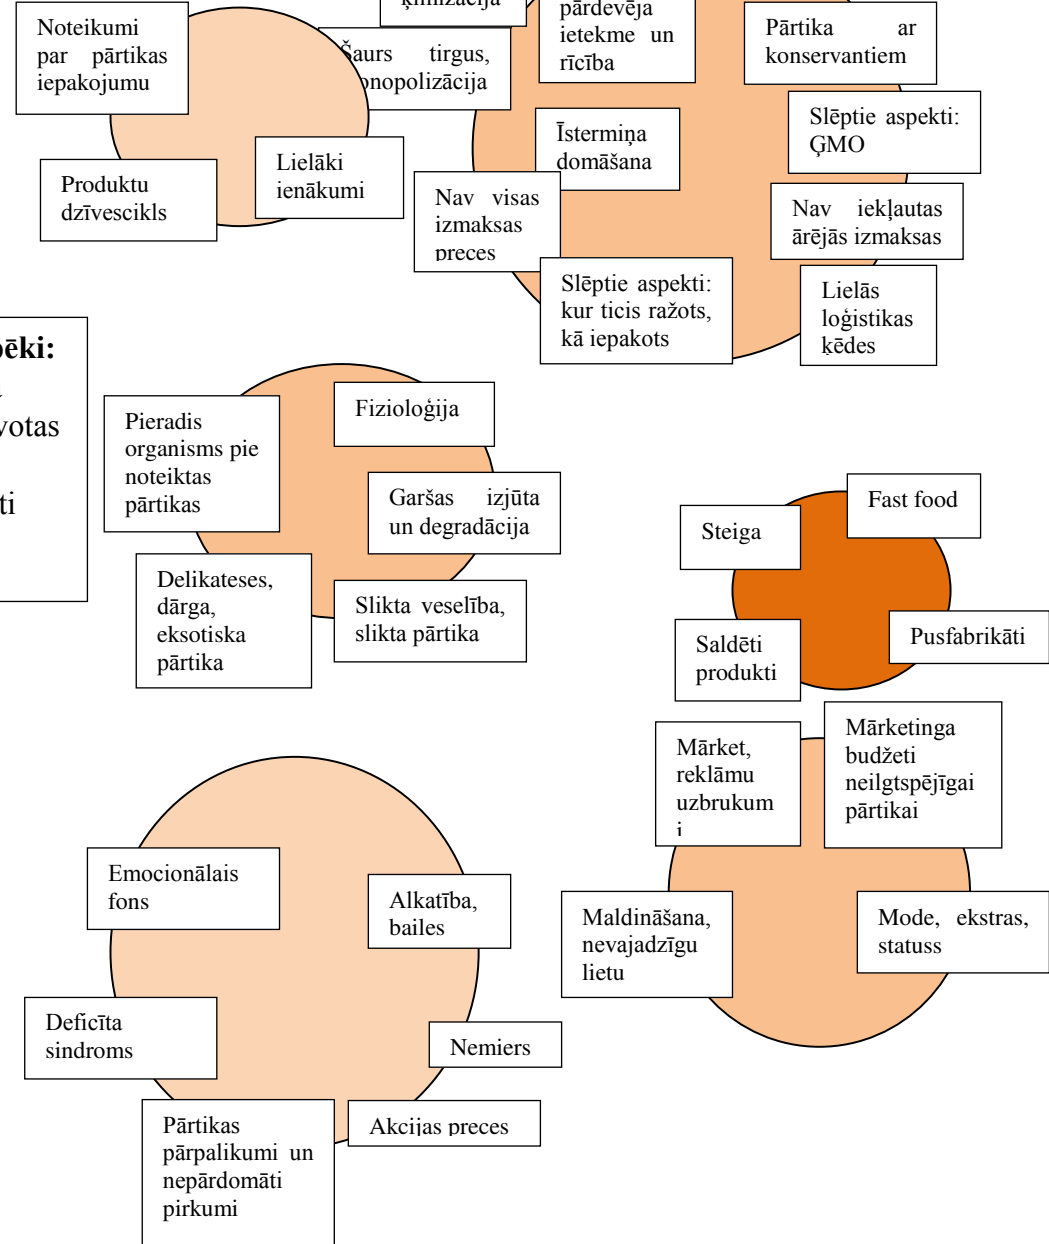 Noteikumi
par pārtikas
iepakojumu
Produktu
dzīvescikls
Lielāki
ienākumi
Šaurs tirgus,
onopolizācija
pārdevēja
ietekme un
rīcība
Īstermiņa
domāšana
Nav visas
izmaksas
preces
Slēptie aspekti:
kur ticis ražots,
kā iepakots
Pārtika ar
konservantiem
Slēptie aspekti:
ĢMO
Nav iekļautas
ārējās izmaksas
Lielās
loģistikas
ķēdes
ēki:
votas
ti
Pieradis
organisms pie
noteiktas
pārtikas
Fizioloģija
Garšas izjūta
un degradācija
Delikateses,
dārga,
eksotiska
pārtika
Slikta veselība,
slikta pārtika
Steiga
Fast food
Saldēti
produkti
Pusfabrikāti
Mārket,
reklāmu
uzbrukum
i
Mārketinga
budžeti
neilgtspējīgai
pārtikai
Maldināšana,
nevajadzīgu
lietu
Mode, ekstras,
statuss
Emocionālais
fons
Alkatība,
bailes
Deficīta
sindroms
Nemiers
Akcijas preces
Pārtikas
pārpalikumi un
nepārdomāti
pirkumi